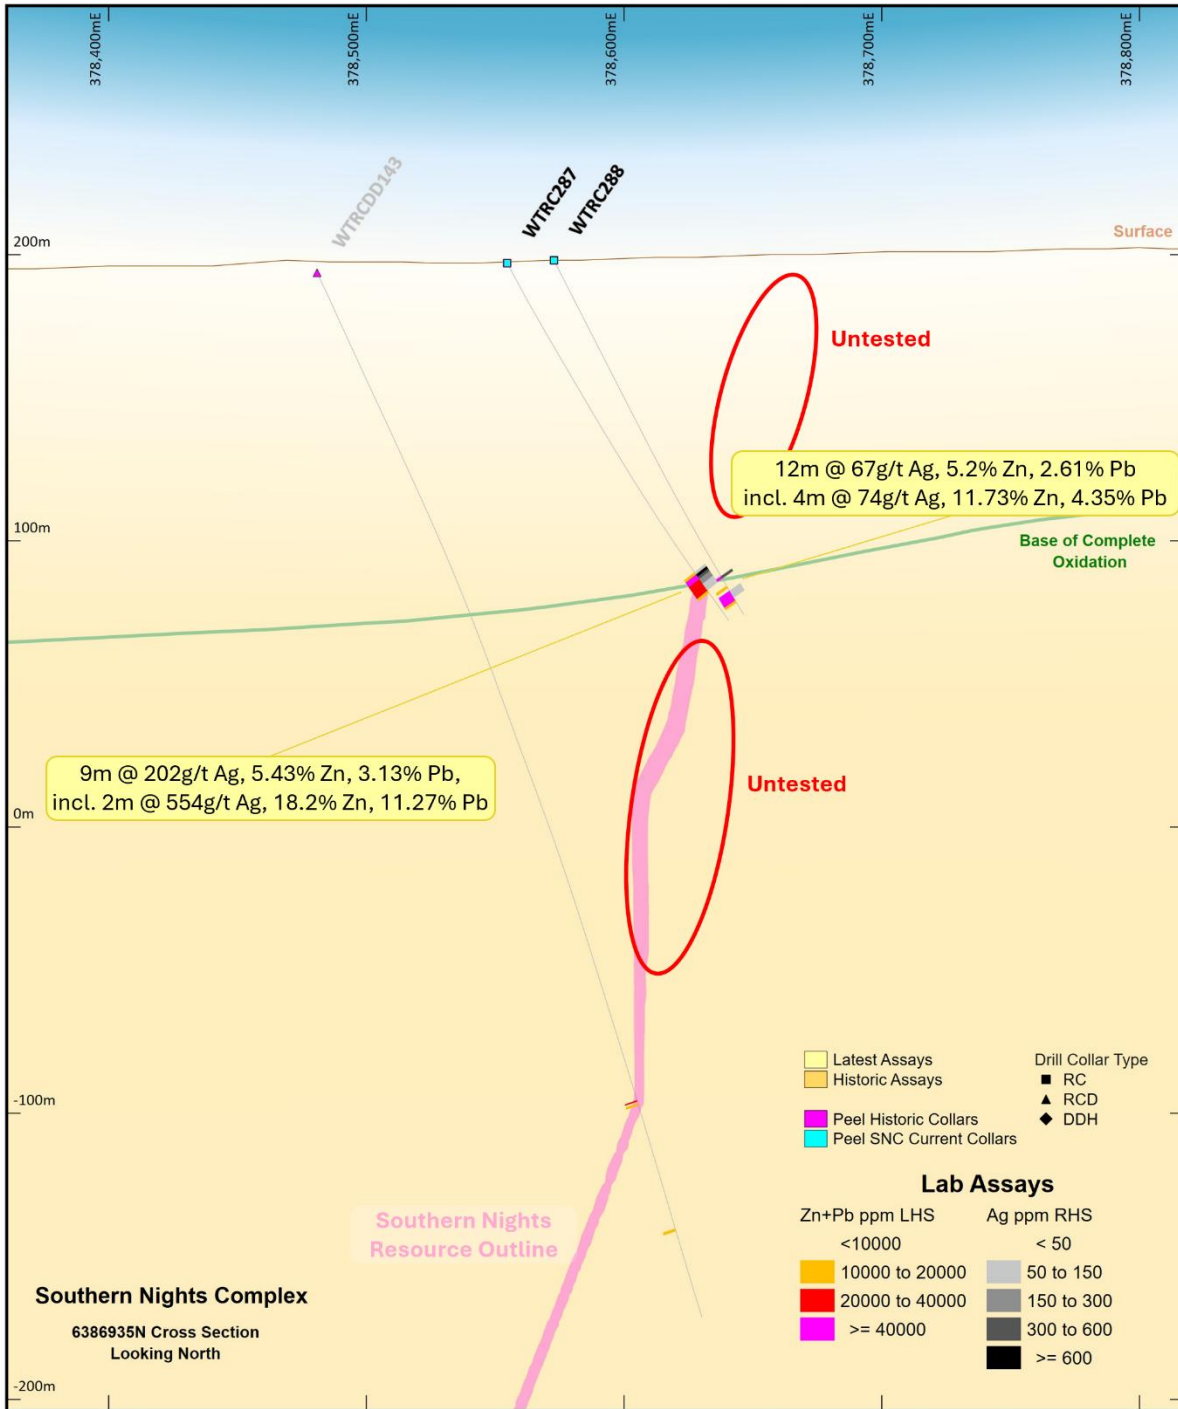 378,400mE
378,500mE
378,600mE
378,700mE
378,800mE
WTRCDD143
WTRC287
WTRC288
200m
Surface
Untested
12m @ 67g/t Ag, 5.2% Zn, 2.61% Pb
incl. 4m @ 74g/t Ag, 11.73% Zn, 4.35% Pb
100m
Base of Complete
Oxidation
9m @ 202g/t Ag, 5.43% Zn, 3.13% Pb,
incl. 2m @ 554g/t Ag, 18.2% Zn, 11.27% Pb
Untested
0m
-100m
Latest Assays
Historic Assays
Peel Historic Collars
Peel SNC Current Collars
Drill Collar Type
RC
RCD
DDH
Lab Assays
Zn+Pb ppm LHS
<10000
10000 to 20000
20000 to 40000
>= 40000
Ag ppm RHS
< 50
50 to 150
150 to 300
300 to 600
>= 600
Southern Nights
Resource Outline
Southern Nights Complex
6386935N Cross Section
Looking North
-200m